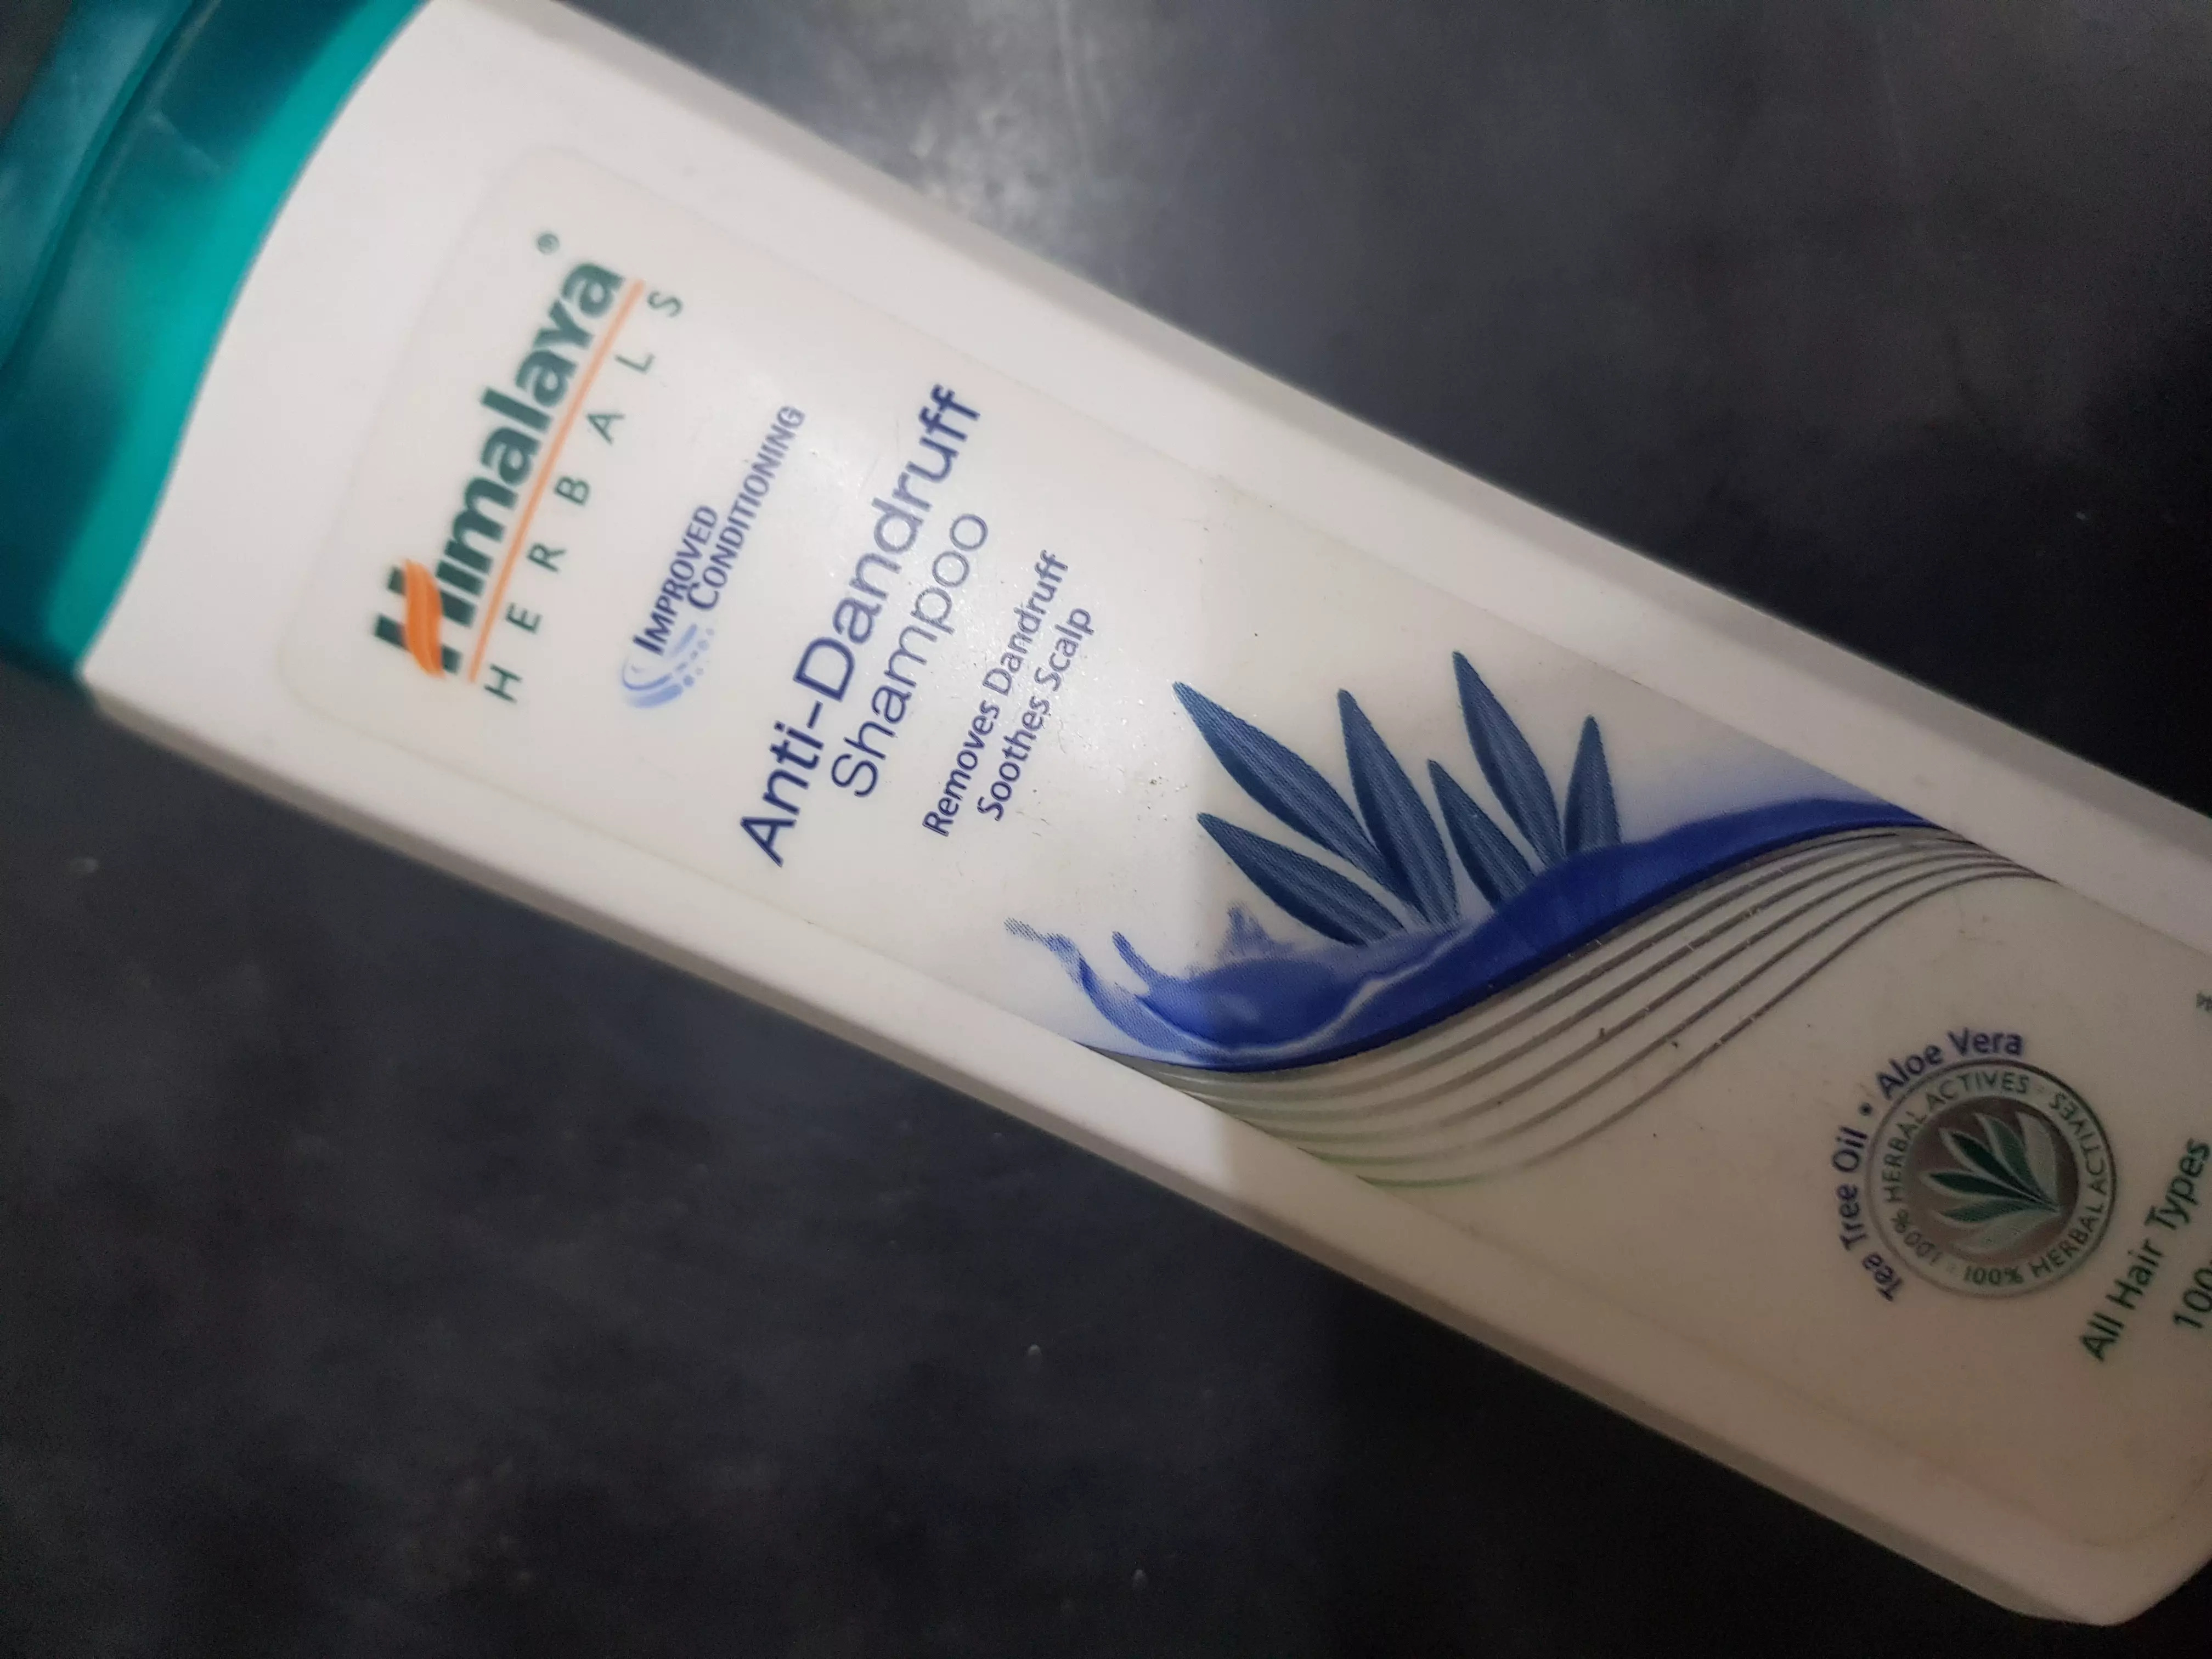 Himalaya®
HERBALS
IMPROVED
CONDITIONING
Anti-Dandruff
Shampoo
Removes Dandruff
Soothes Scalp
Tea Tree Oil • Aloe Vera
100% HERBAL ACTIVES · 100% HERBAL ACTIVES
All Hair Types